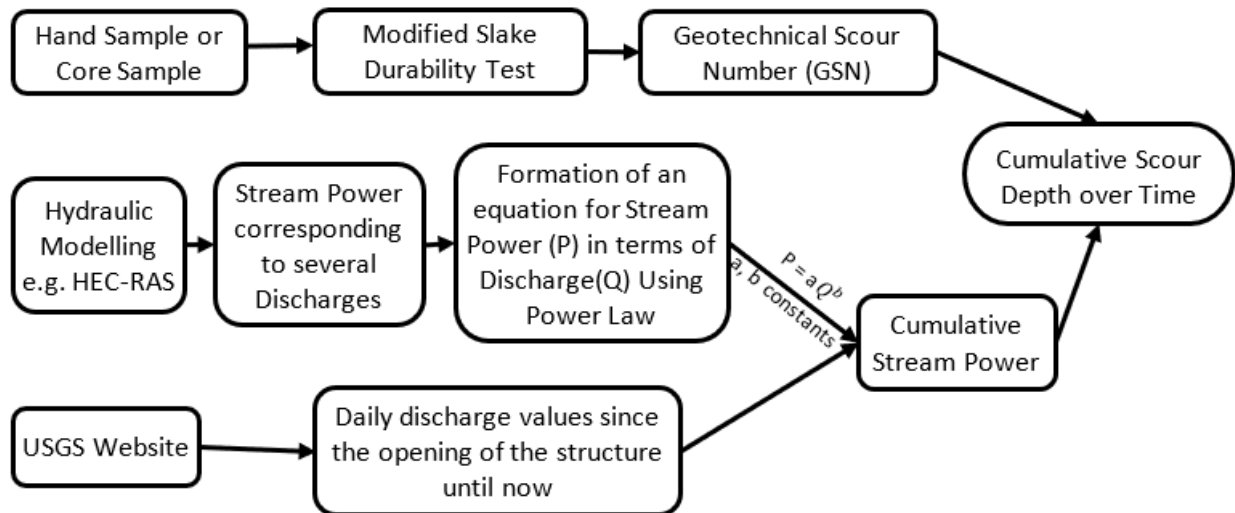 Hand Sample or
Core Sample
Modified Slake
Durability Test
Geotechnical Scour
Number (GSN)
Cumulative Scour
Depth over Time
Hydraulic
Modelling
e.g. HEC-RAS
Stream Power
corresponding
to several
Discharges
Formation of an
equation for Stream
Power (P) in terms of
Discharge(Q) Using
Power Law
P = a Q^b
a, b constants
Cumulative
Stream Power
USGS Website
Daily discharge values since
the opening of the structure
until now